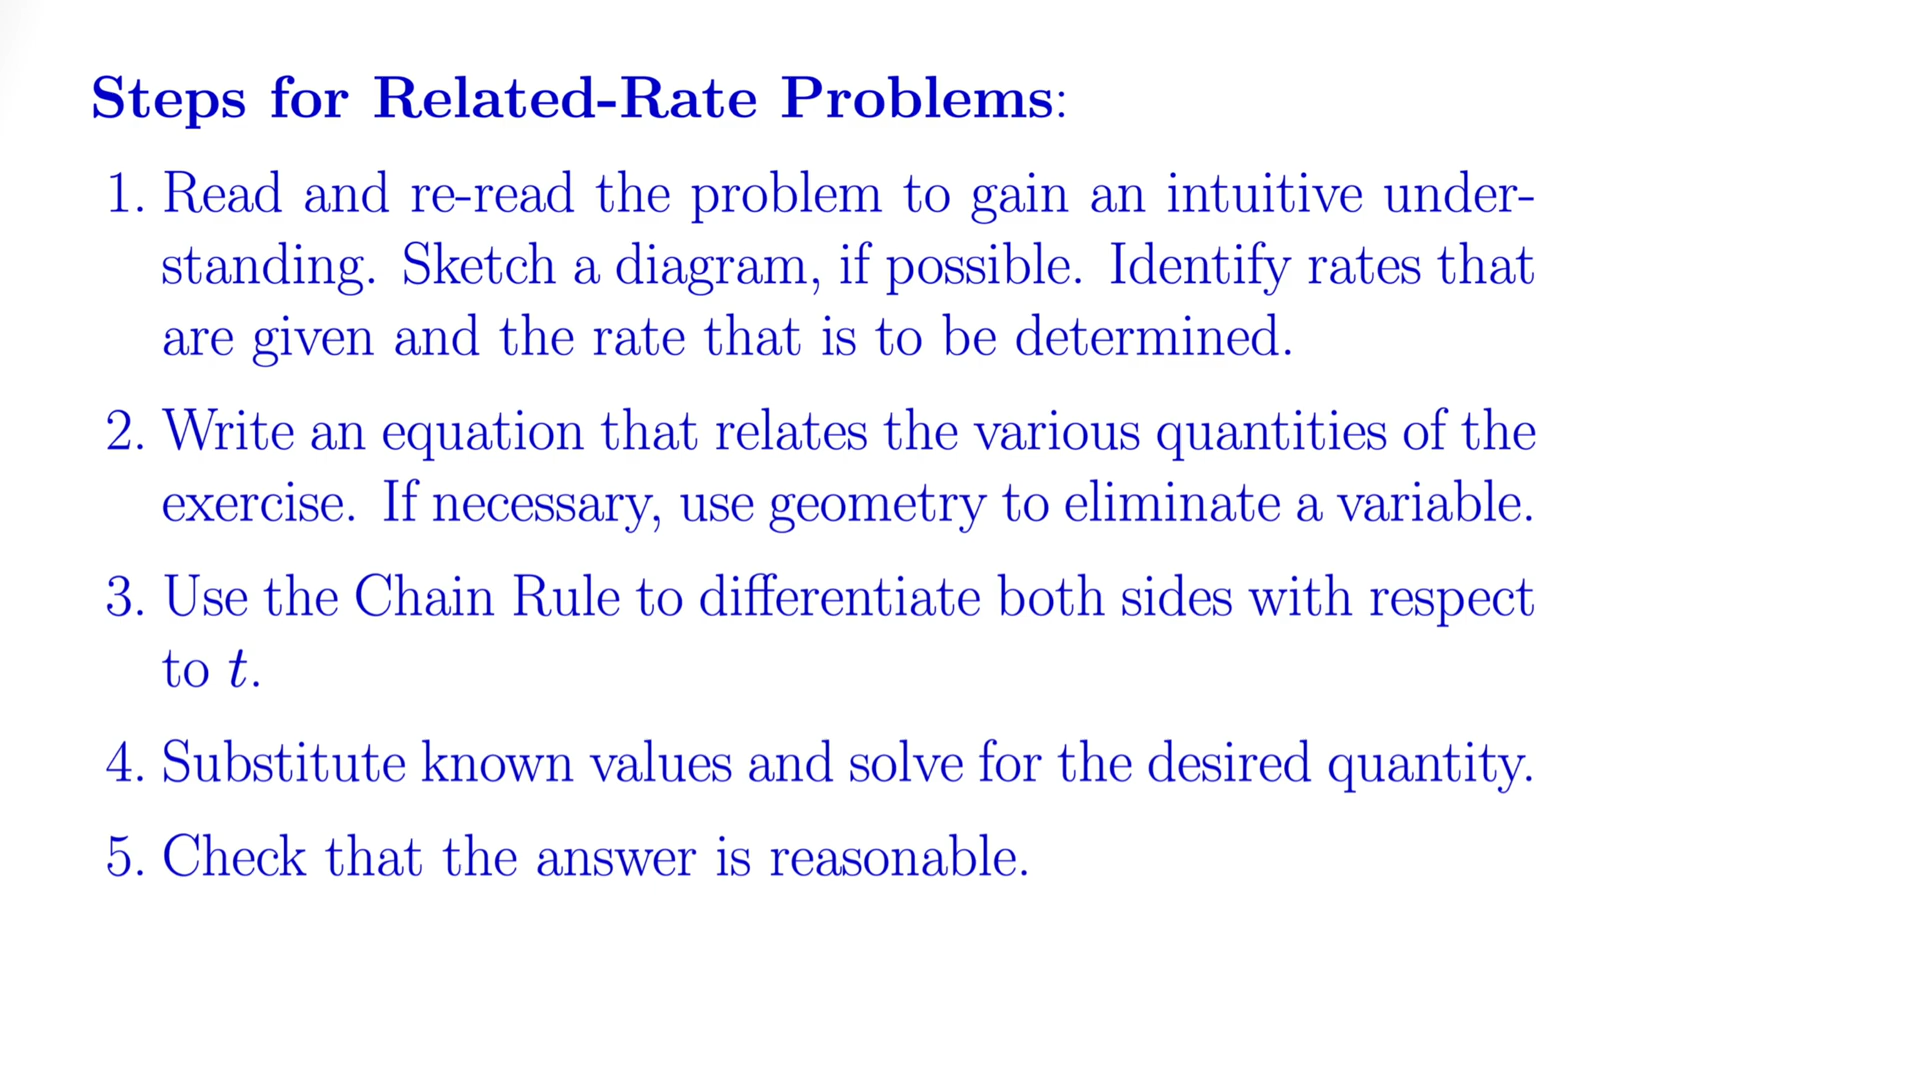 Steps for Related-Rate Problems:
1. Read and re-read the problem to gain an intuitive under-
standing. Sketch a diagram, if possible. Identify rates that
are given and the rate that is to be determined.
2. Write an equation that relates the various quantities of the
exercise. If necessary, use geometry to eliminate a variable.
3. Use the Chain Rule to differentiate both sides with respect
to t.
4. Substitute known values and solve for the desired quantity.
5. Check that the answer is reasonable.